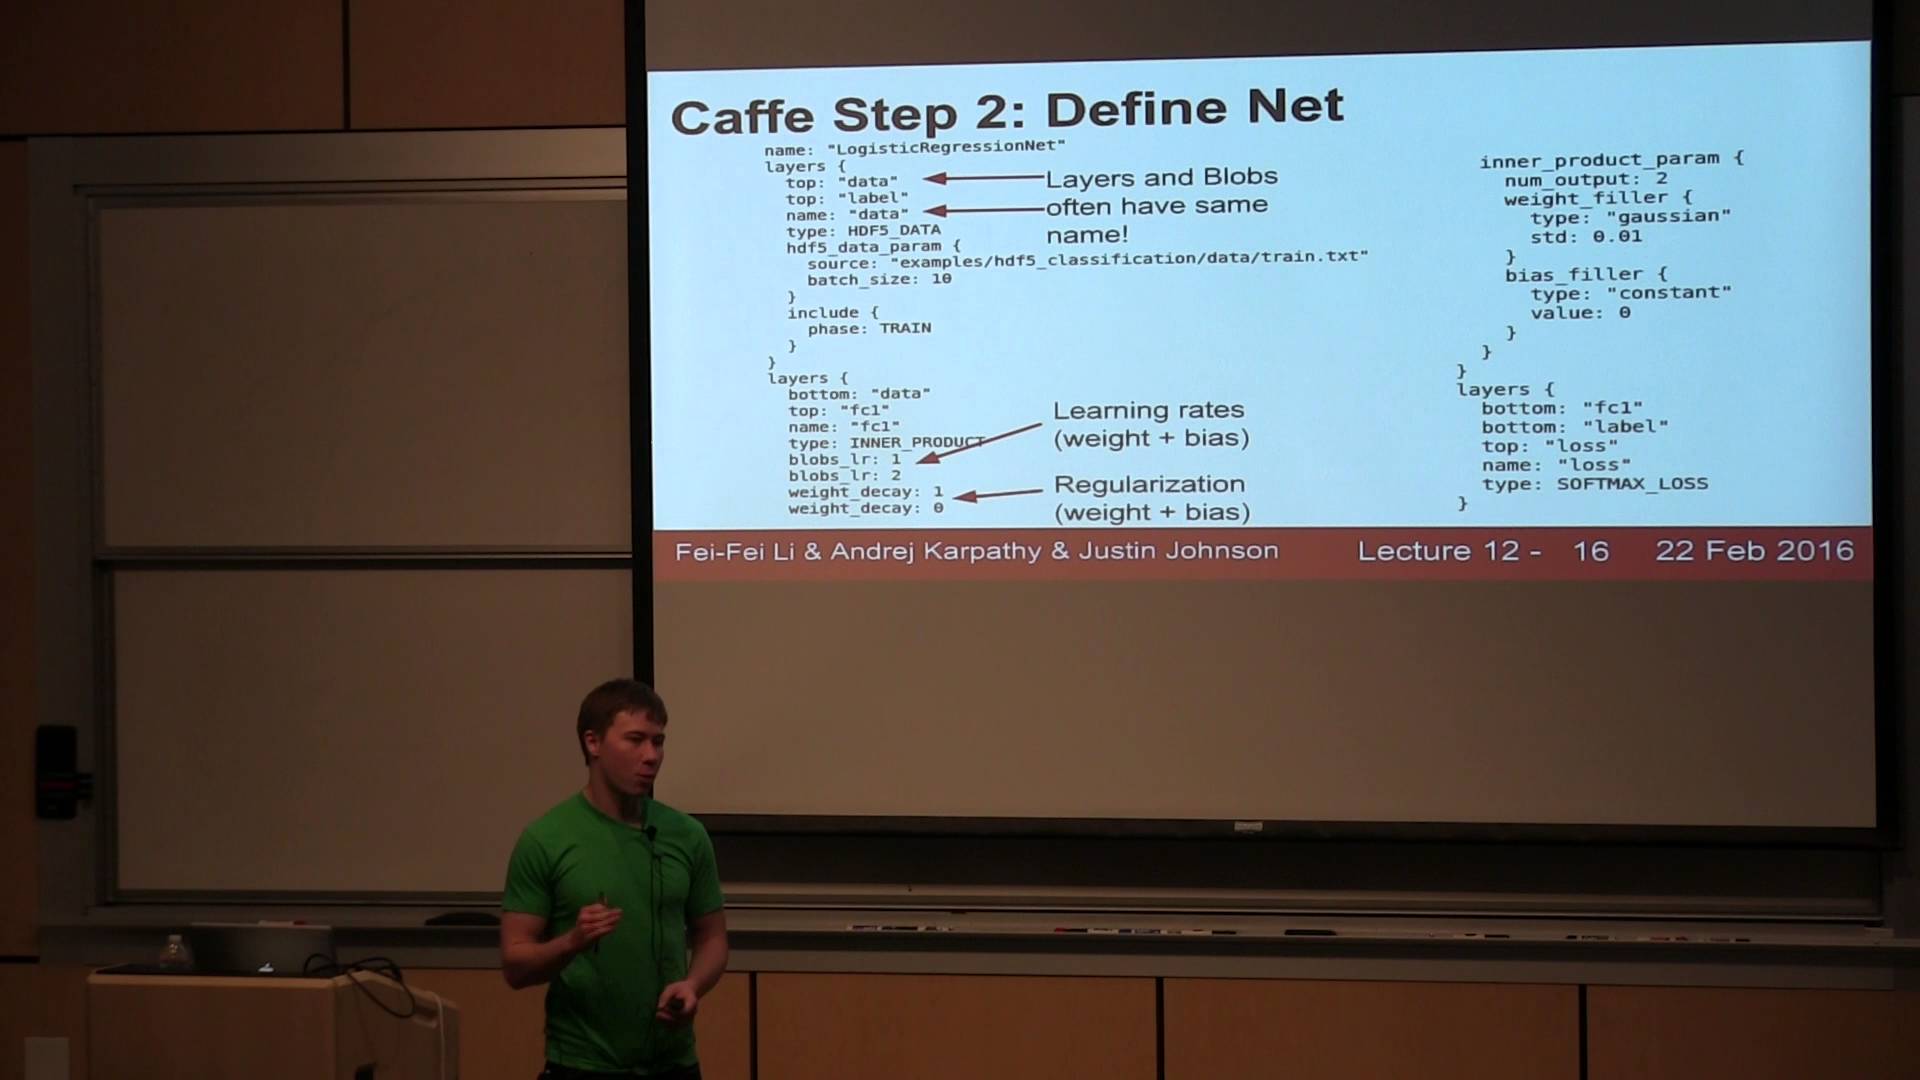 Caffe Step 2: Define Net
name: "LogisticRegressionNet"
layers {
top: "data"
top: "label"
name: "data"
type: HDF5_DATA
hdf5_data_param {
source: "examples/hdf5_classification/data/train.txt"
batch_size: 10
}
include {
phase: TRAIN
}
}
layers {
bottom: "data"
top: "fc1"
name: "fc1"
type: INNER_PRODUCT
blobs_lr: 1
blobs_lr: 2
weight_decay: 1
weight_decay: 0
Layers and Blobs
often have same
name!
Learning rates
(weight + bias)
Regularization
(weight + bias)
inner_product_param {
num_output: 2
weight_filler {
type: "gaussian"
std: 0.01
}
bias_filler {
type: "constant"
value: 0
}
}
}
layers {
bottom: "fc1"
bottom: "label"
top: "loss"
name: "loss"
type: SOFTMAX_LOSS
}
Fei-Fei Li & Andrej Karpathy & Justin Johnson
Lecture 12 - 16
22 Feb 2016